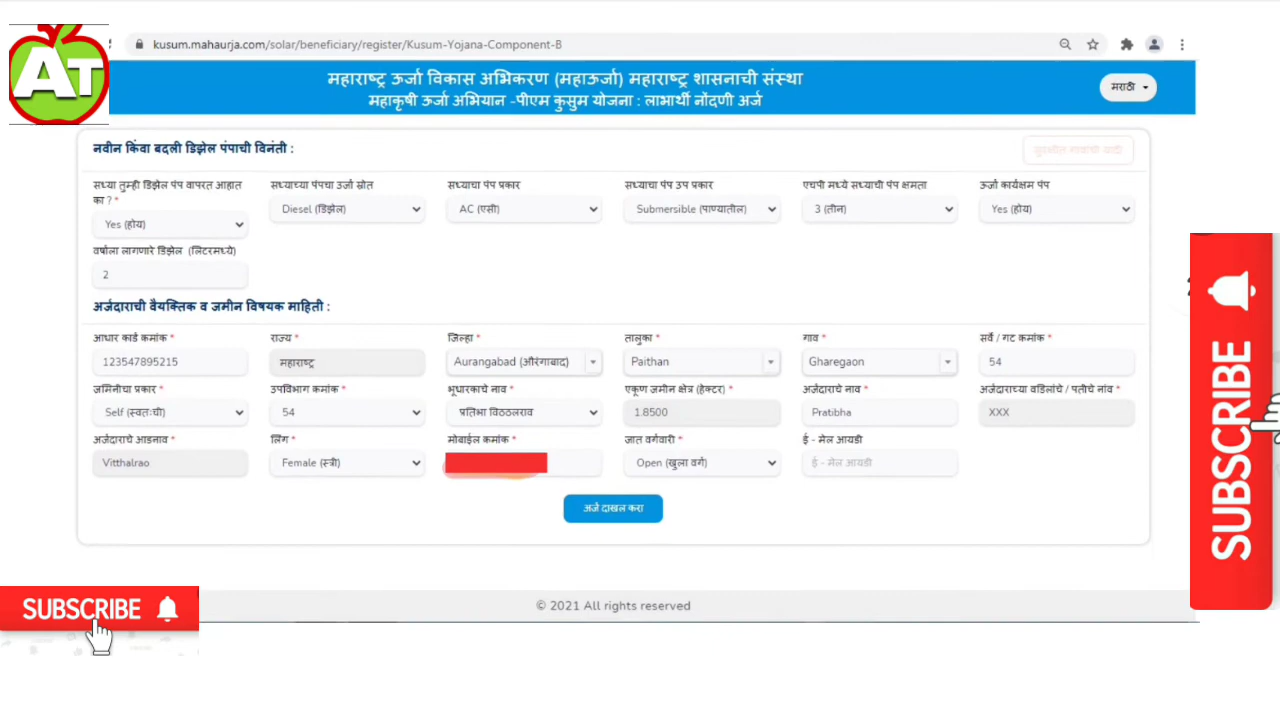 AT
kusum.mahaurja.com/solar/beneficiary/register/Kusum-Yojana-Component-B
महाराष्ट्र ऊर्जा विकास अभिकरण (महाऊर्जा) महाराष्ट्र शासनाची संस्था
महाकृषी ऊर्जा अभियान -पीएम कुसुम योजना : लाभार्थी नोंदणी अर्ज
मराठी
नवीन किंवा बदली डिझेल पंपाची विनंती :
सुरक्षित गावांची यादी
सध्या तुम्ही डिझेल पंप वापरत आहात का ? *
सध्याच्या पंपचा उर्जा स्रोत
सध्याचा पंप प्रकार
सध्याचा पंप उप प्रकार
एचपी मध्ये सध्याची पंप क्षमता
ऊर्जा कार्यक्षम पंप
Yes (होय)
Diesel (डिझेल)
AC (एसी)
Submersible (पाण्यातील)
3 (तीन)
Yes (होय)
वर्षाला लागणारे डिझेल (लिटरमध्ये)
2
अर्जदाराची वैयक्तिक व जमीन विषयक माहिती :
आधार कार्ड क्रमांक *
राज्य *
जिल्हा *
तालुका *
गाव *
सर्वे / गट क्रमांक *
123547895215
महाराष्ट्र
Aurangabad (औरंगाबाद)
Paithan
Gharegaon
54
जमिनीचा प्रकार *
उपविभाग क्रमांक *
भूधारकाचे नाव *
एकूण जमीन क्षेत्र (हेक्टर) *
अर्जदाराचे नाव *
अर्जदाराच्या वडिलांचे / पतीचे नांव *
Self (स्वतःची)
54
प्रतिभा विठठलराव
1.8500
Pratibha
XXX
अर्जदाराचे आडनाव *
लिंग *
मोबाईल क्रमांक *
जात वर्गवारी *
ई - मेल आयडी
Vitthalrao
Female (स्त्री)
Open (खुला वर्ग)
ई - मेल आयडी
अर्ज दाखल करा
© 2021 All rights reserved
SUBSCRIBE
SUBSCRIBE